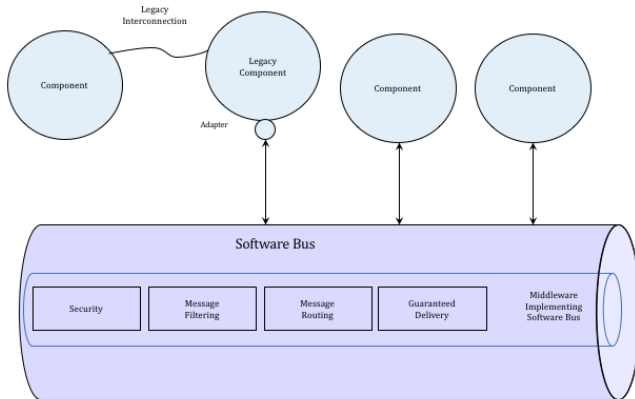 Legacy
Interconnection
Component
Legacy
Component
Component
Component
Adapter
Software Bus
Security
Message
Filtering
Message
Routing
Guaranteed
Delivery
Middleware
Implementing
Software Bus